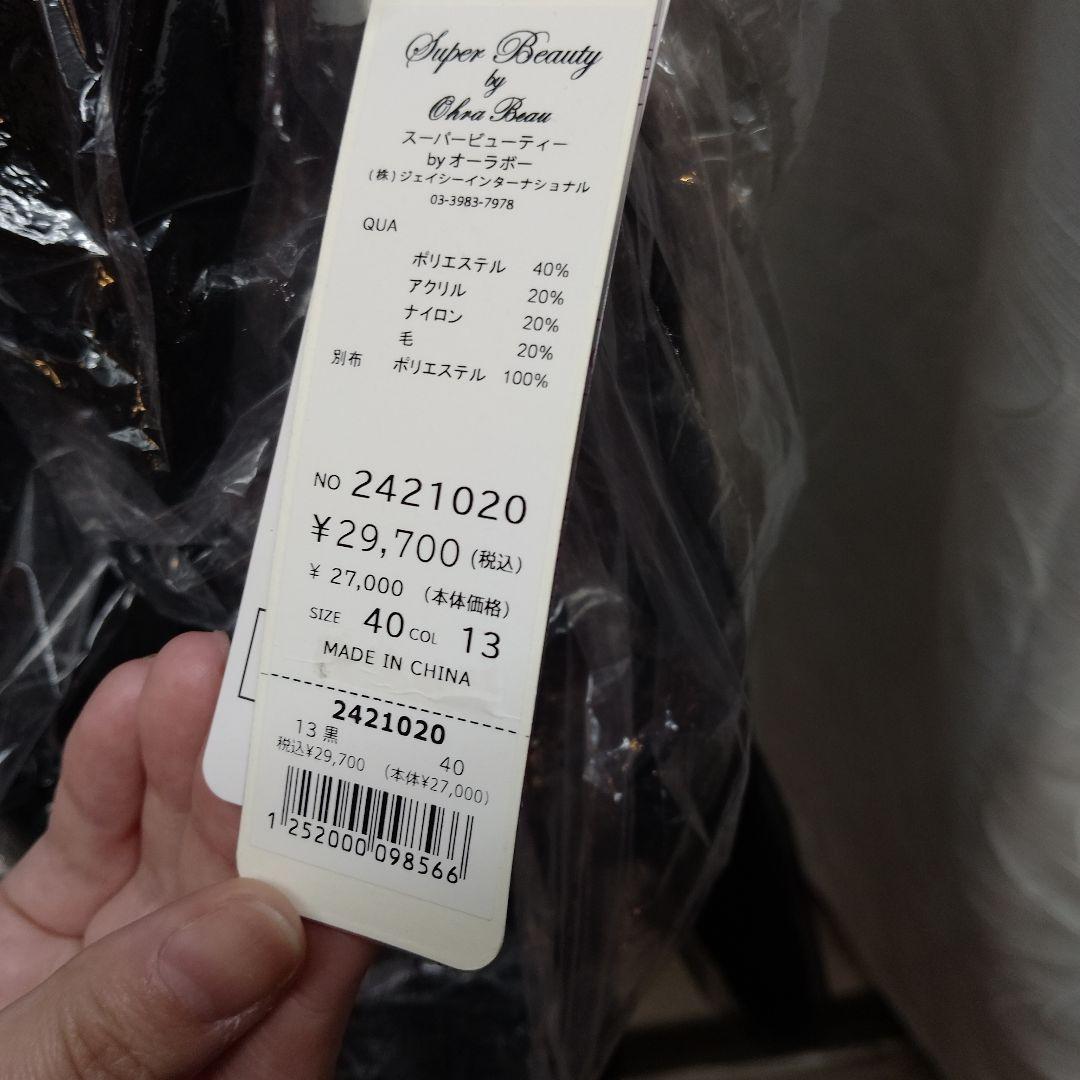 Super Beauty
by
Ohra Beau
スーパービューティー
by オーラボー
(株)ジェイシーインターナショナル
03-3983-7978
QUA
ポリエステル 40%
アクリル 20%
ナイロン 20%
毛 20%
別布 ポリエステル 100%
NO 2421020
¥29,700 (税込)
¥ 27,000 (本体価格)
SIZE 40 COL 13
MADE IN CHINA
2421020
13 黒 40
税込¥29,700 (本体¥27,000)
1 252000 098566